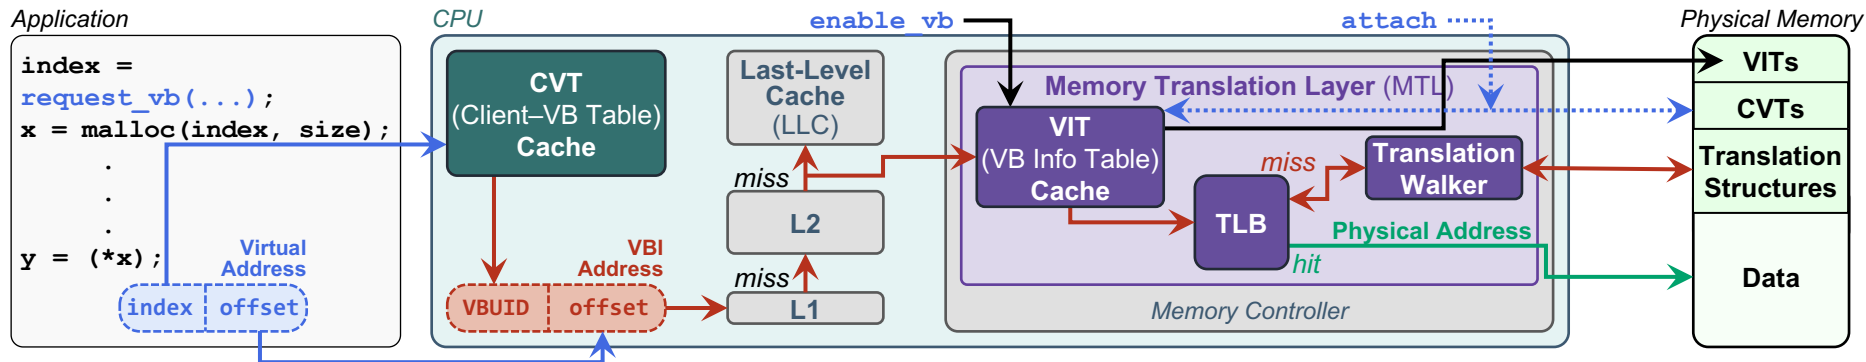 Application
index =
request_vb(...);
x = malloc(index, size);
.
.
.
y = (*x);
Virtual
Address
index offset
CPU
CVT
(Client–VB Table)
Cache
VBI
Address
VBUID offset
Last-Level
Cache
(LLC)
miss
L2
miss
L1
enable_vb
attach
Memory Translation Layer (MTL)
VIT
(VB Info Table)
Cache
miss
Translation
Walker
TLB
Physical Address
hit
Memory Controller
Physical Memory
VITs
CVTs
Translation
Structures
Data